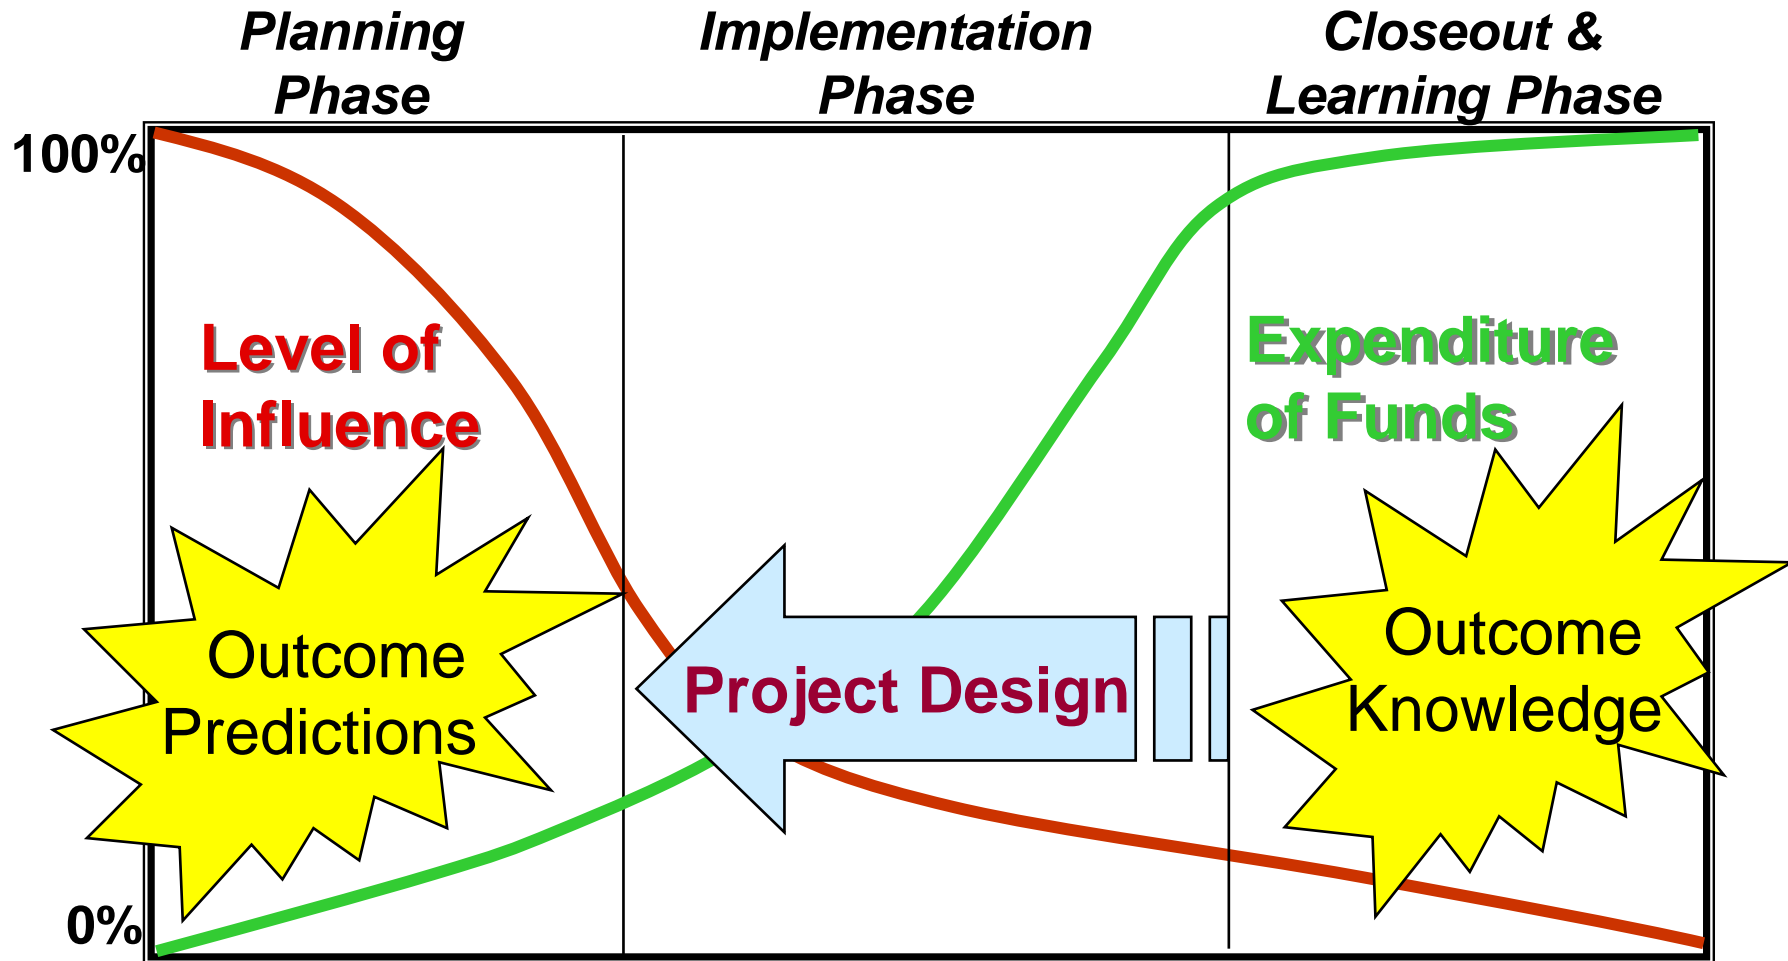 Planning
Phase
Implementation
Phase
Closeout &
Learning Phase
100%
Level of
Influence
Expenditure
of Funds
Outcome
Predictions
Project Design
Outcome
Knowledge
0%